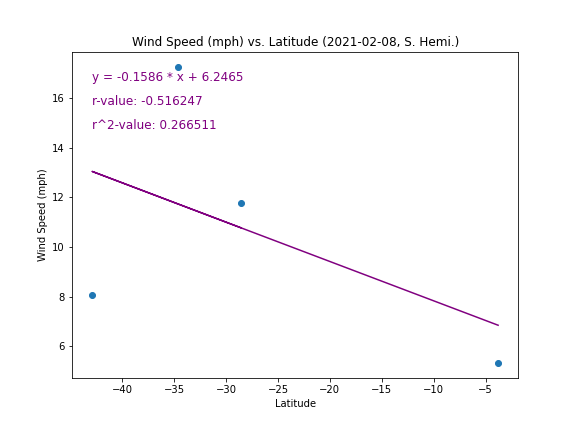 Wind Speed (mph) vs. Latitude (2021-02-08, S. Hemi.)
y = -0.1586 * x + 6.2465
r-value: -0.516247
r^2-value: 0.266511
Wind Speed (mph)
16
14
12
10
8
6
−40 −35 −30 −25 −20 −15 −10 −5
Latitude